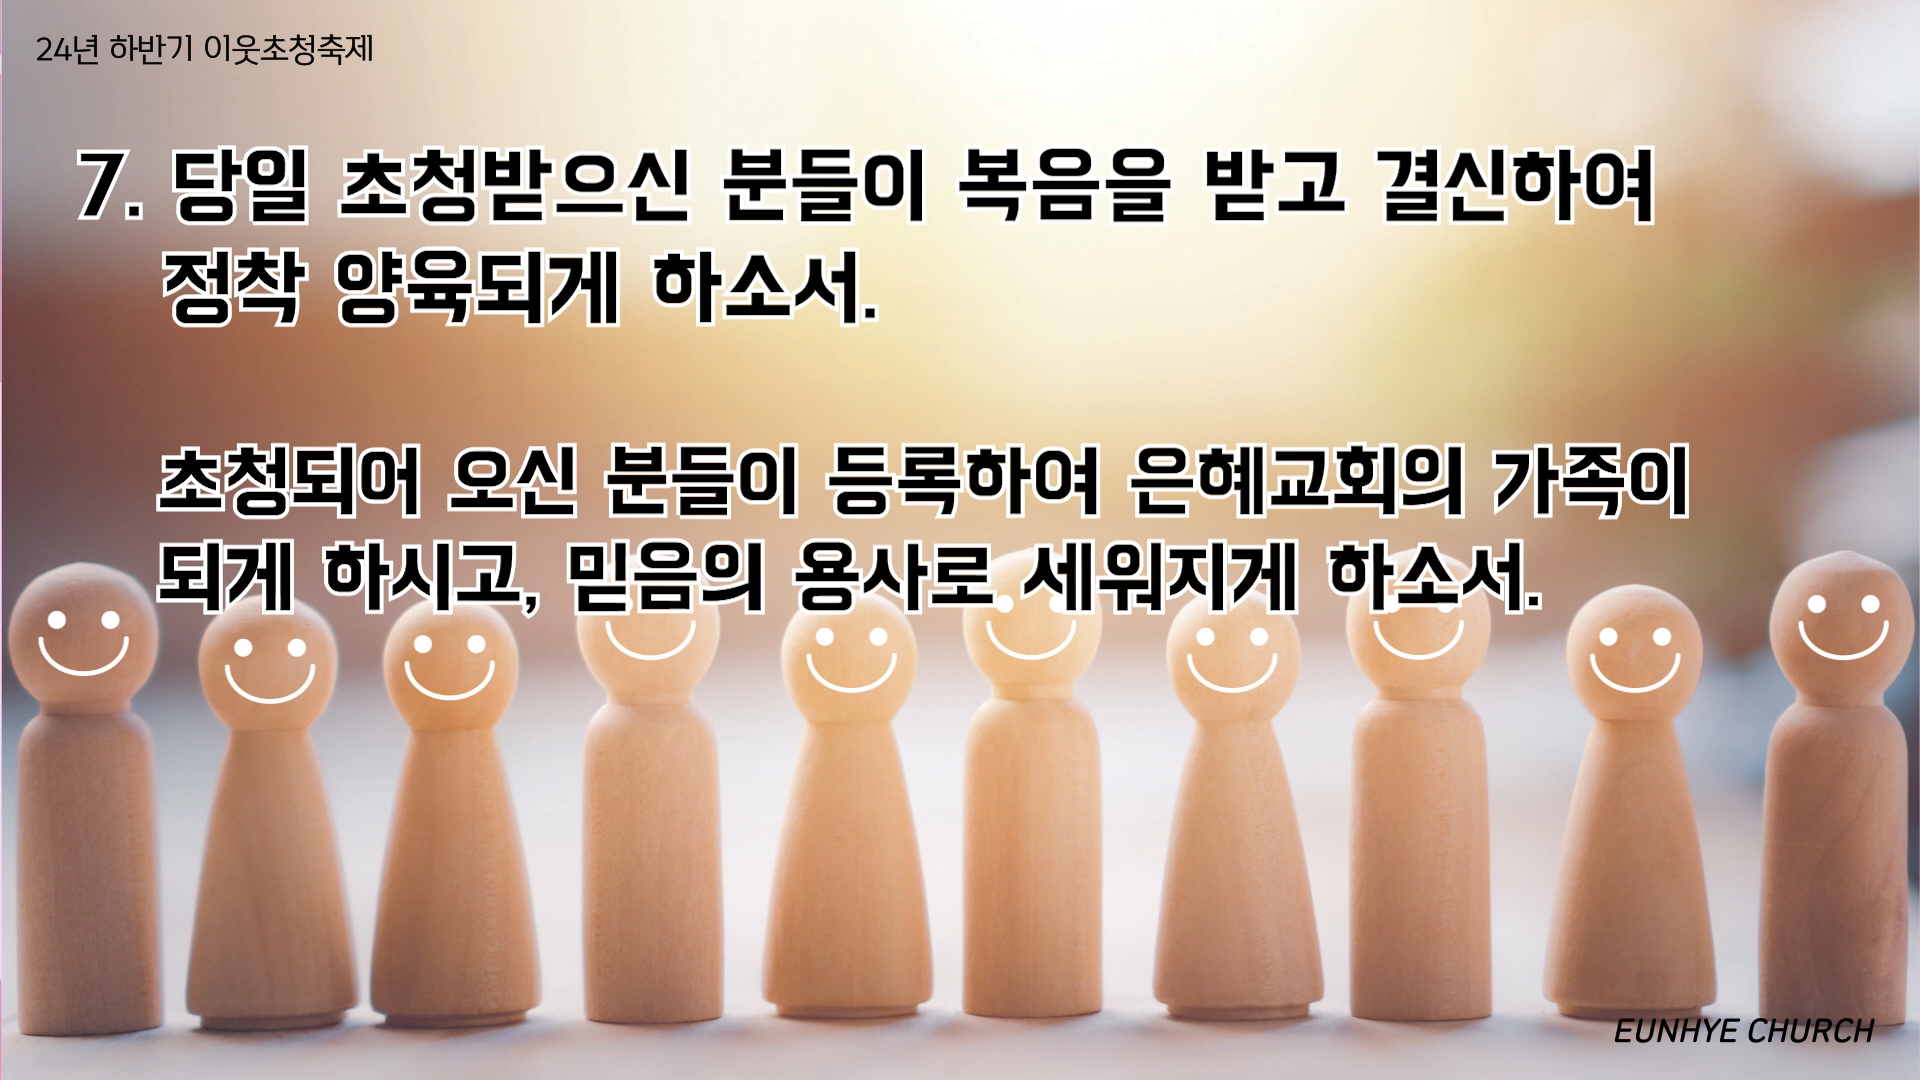 24년 하반기 이웃초청축제
7. 당일 초청받으신 분들이 복음을 받고 결신하여
정착 양육되게 하소서.
초청되어 오신 분들이 등록하여 은혜교회의 가족이
되게 하시고, 믿음의 용사로 세워지게 하소서.
EUNHYE CHURCH